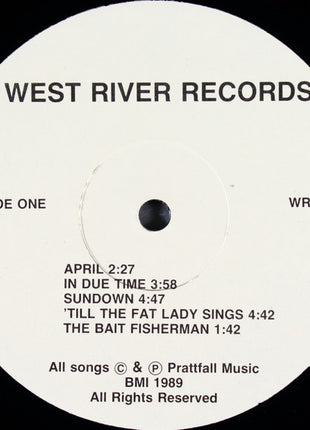 WEST RIVER RECORDS
DE ONE
WR
APRIL 2:27
IN DUE TIME 3:58
SUNDOWN 4:47
'TILL THE FAT LADY SINGS 4:42
THE BAIT FISHERMAN 1:42
All songs © & ℗ Prattfall Music
BMI 1989
All Rights Reserved